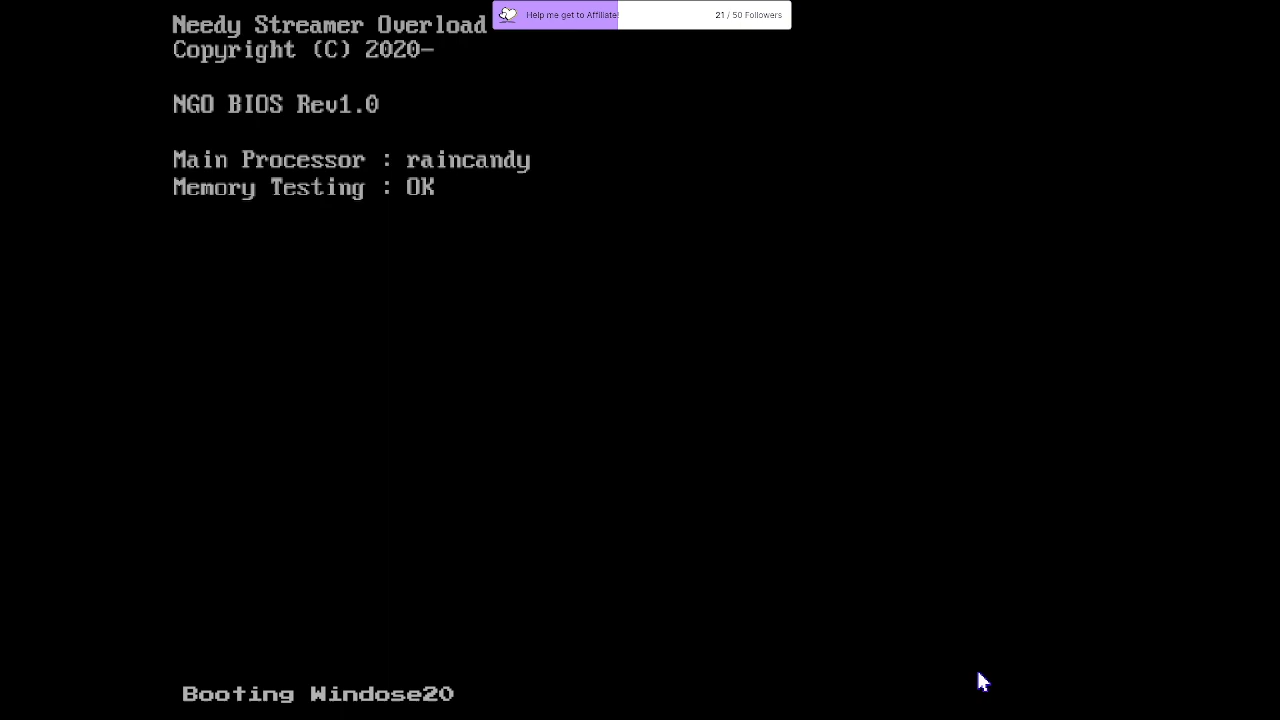 Needy Streamer Overload
Help me get to Affiliate!
21 / 50 Followers
Copyright (C) 2020-
NGO BIOS Rev1.0
Main Processor : raincandy
Memory Testing : OK
Booting Windose20